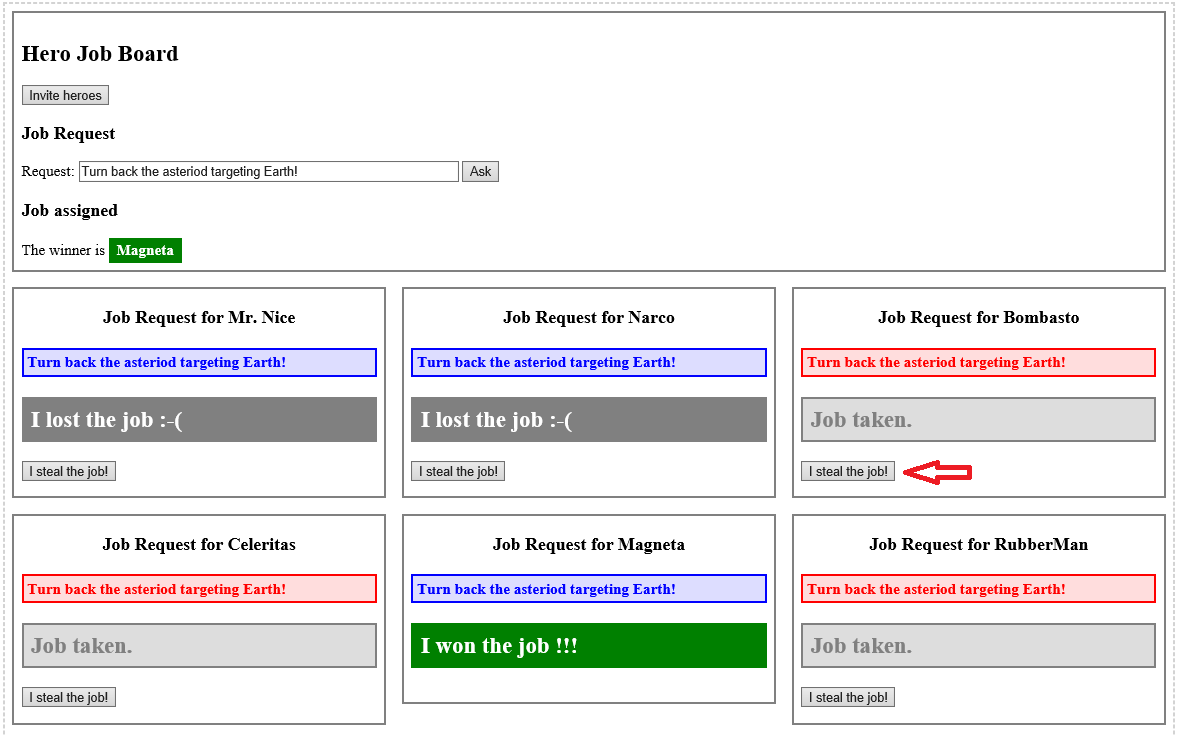 Hero Job Board
Invite heroes
Job Request
Request: Turn back the asteriod targeting Earth! Ask
Job assigned
The winner is Magneta
Job Request for Mr. Nice
Turn back the asteriod targeting Earth!
I lost the job :-(
I steal the job!
Job Request for Narco
Turn back the asteriod targeting Earth!
I lost the job :-(
I steal the job!
Job Request for Bombasto
Turn back the asteriod targeting Earth!
Job taken.
I steal the job!
Job Request for Celeritas
Turn back the asteriod targeting Earth!
Job taken.
I steal the job!
Job Request for Magneta
Turn back the asteriod targeting Earth!
I won the job !!!
Job Request for RubberMan
Turn back the asteriod targeting Earth!
Job taken.
I steal the job!